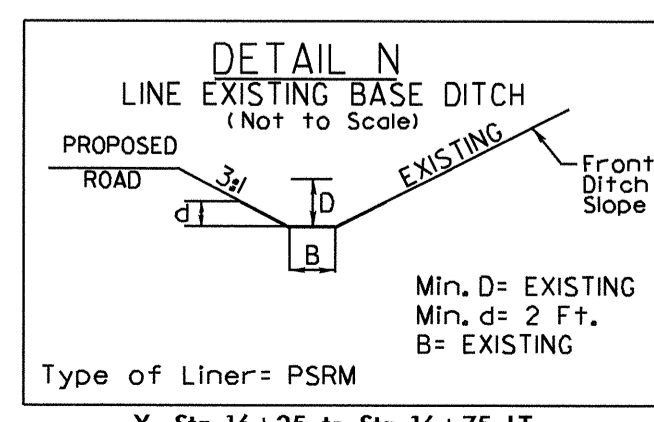 DETAIL N
LINE EXISTING BASE DITCH
(Not to Scale)
PROPOSED
ROAD
3:1
EXISTING
Front
Ditch
Slope
d
D
B
Min. D= EXISTING
Min. d= 2 Ft.
B= EXISTING
Type of Liner= PSRM